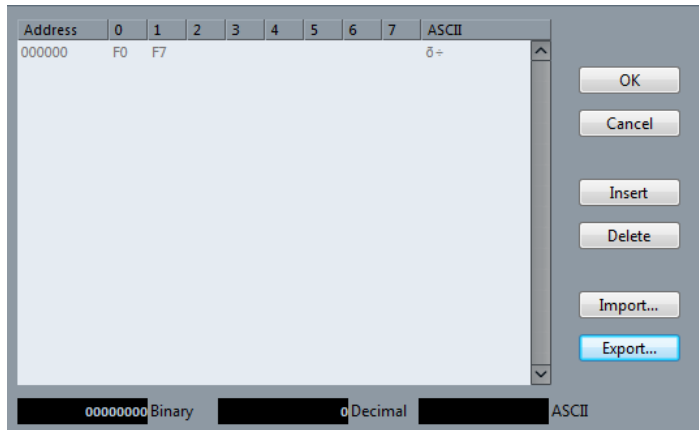 Address 0 1 2 3 4 5 6 7 ASCII
000000 F0 F7 ð÷
OK
Cancel
Insert
Delete
Import...
Export...
00000000 Binary 0 Decimal ASCII